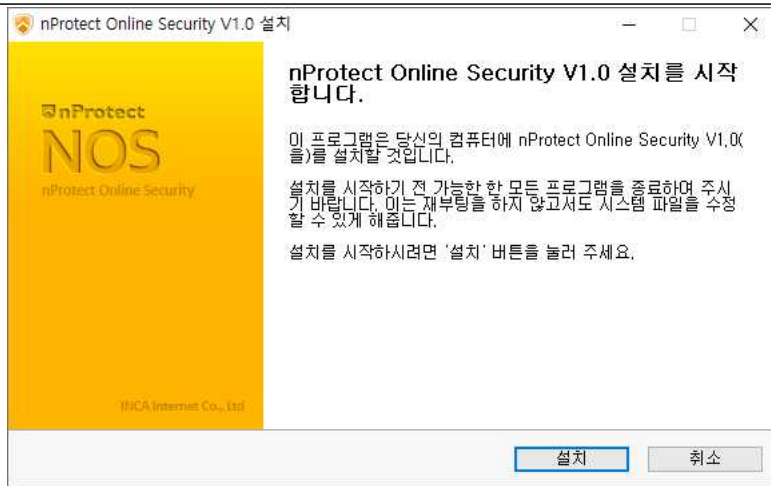 nProtect Online Security V1.0 설치
nProtect
NOS
nProtect Online Security
INCA Internet Co., Ltd
nProtect Online Security V1.0 설치를 시작
합니다.
이 프로그램은 당신의 컴퓨터에 nProtect Online Security V1.0(
을)를 설치할 것입니다.
설치를 시작하기 전 가능한 한 모든 프로그램을 종료하여 주시
기 바랍니다. 이는 재부팅을 하지 않고서도 시스템 파일을 수정
할 수 있게 해줍니다.
설치를 시작하시려면 '설치' 버튼을 눌러 주세요.
설치
취소